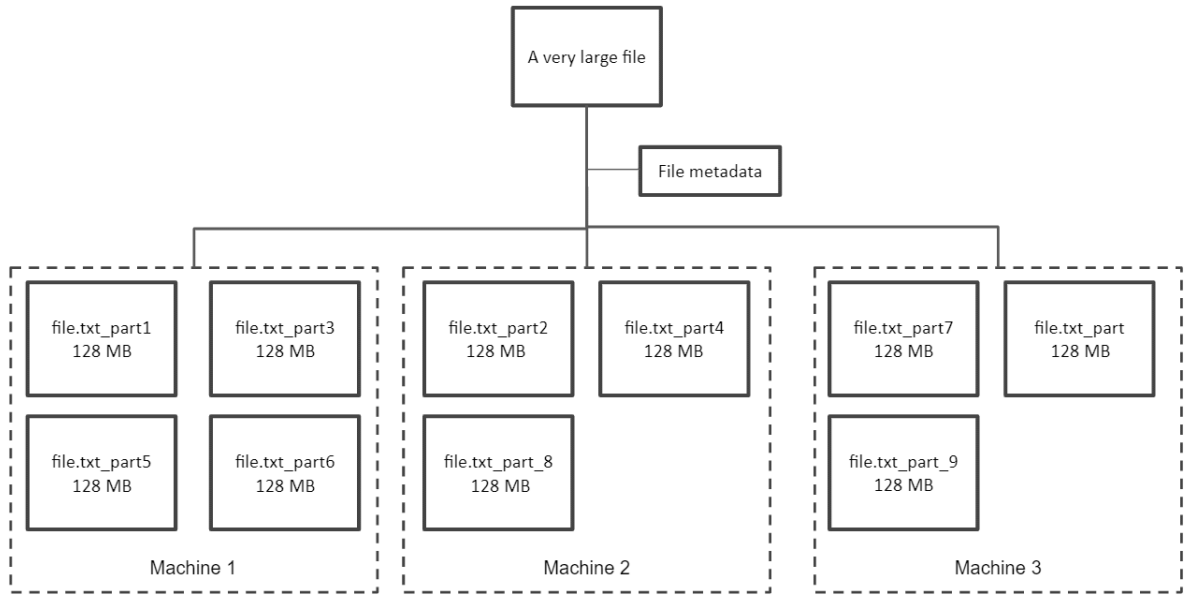 A very large file
File metadata
file.txt_part1
128 MB
file.txt_part3
128 MB
file.txt_part5
128 MB
file.txt_part6
128 MB
Machine 1
file.txt_part2
128 MB
file.txt_part4
128 MB
file.txt_part_8
128 MB
Machine 2
file.txt_part7
128 MB
file.txt_part
128 MB
file.txt_part_9
128 MB
Machine 3